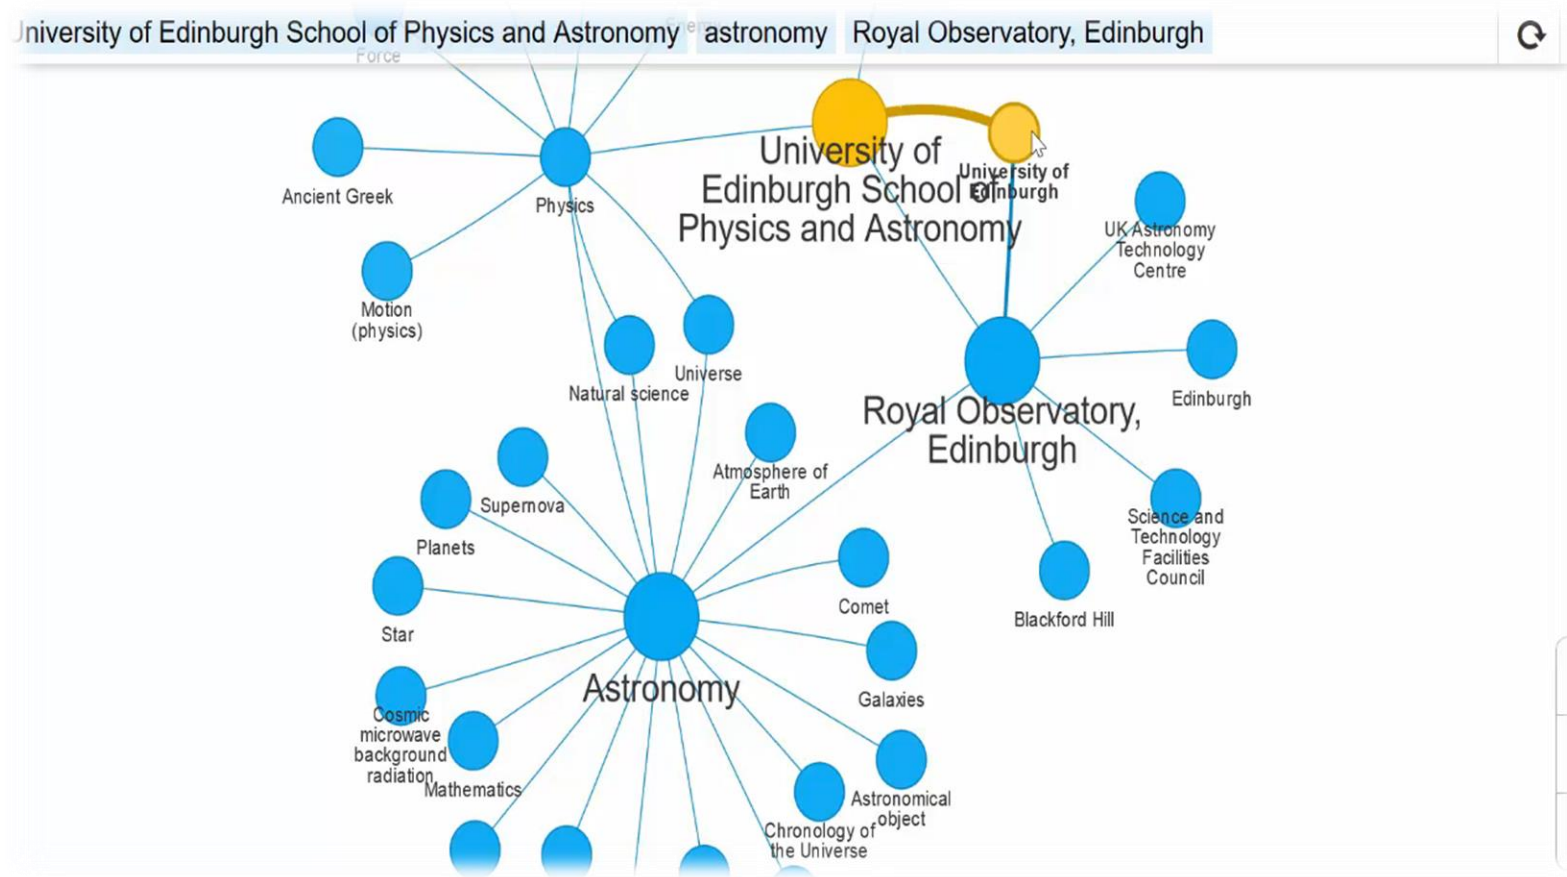 University of Edinburgh School of Physics and Astronomy
astronomy
Royal Observatory, Edinburgh
Energy
Force
University of
Edinburgh School of
Physics and Astronomy
University of
Edinburgh
Ancient Greek
Physics
UK Astronomy
Technology
Centre
Motion
(physics)
Natural science
Universe
Edinburgh
Royal Observatory,
Edinburgh
Atmosphere of
Earth
Supernova
Planets
Science and
Technology
Facilities
Council
Comet
Blackford Hill
Star
Astronomy
Galaxies
Cosmic
microwave
background
radiation
Mathematics
Astronomical
object
Chronology of
the Universe